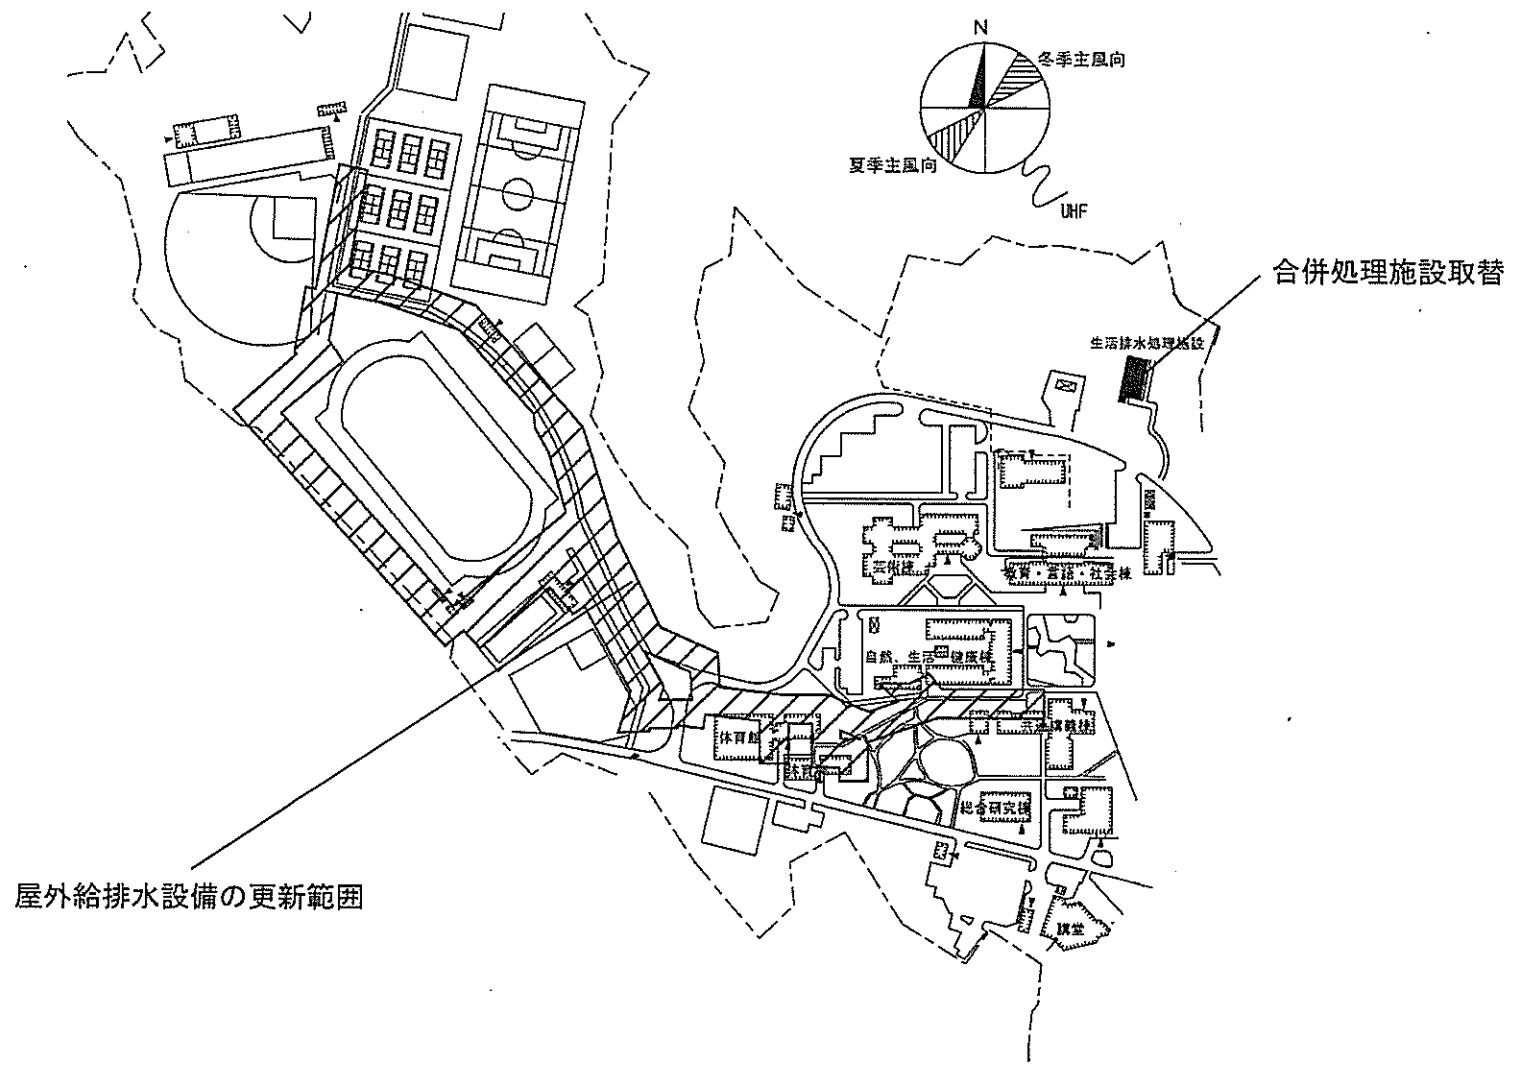 N
冬季主風向
夏季主風向
UHF
合併処理施設取替
生活排水処理施設
芸術棟
教育・言語・社会棟
自然、生活・健康棟
共通講義棟
体育館
体育
総合研究棟
講堂
屋外給排水設備の更新範囲